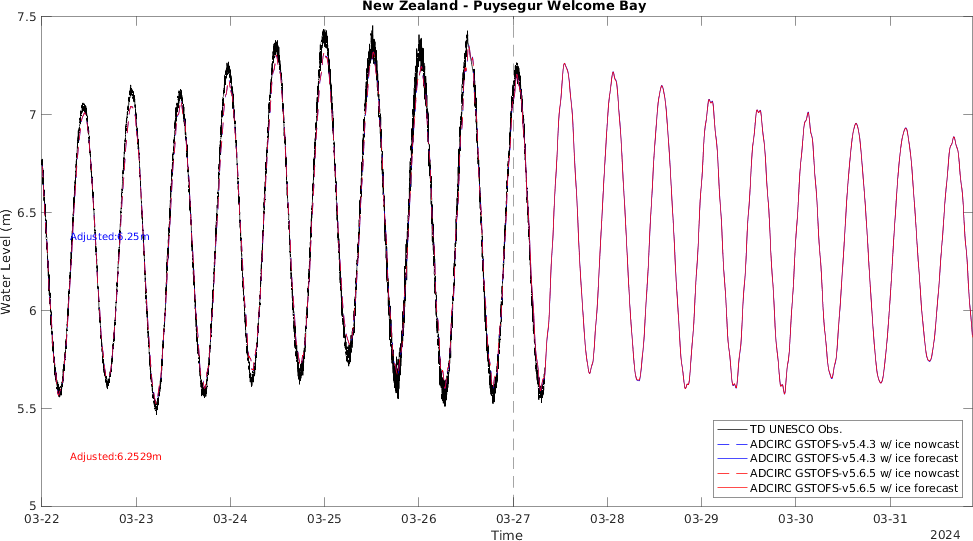 New Zealand - Puysegur Welcome Bay
7.5
7
6.5
6
5.5
5
Water Level (m)
Adjusted:6.25m
Adjusted:6.2529m
TD UNESCO Obs.
ADCIRC GSTOFS-v5.4.3 w/ ice nowcast
ADCIRC GSTOFS-v5.4.3 w/ ice forecast
ADCIRC GSTOFS-v5.6.5 w/ ice nowcast
ADCIRC GSTOFS-v5.6.5 w/ ice forecast
03-22 03-23 03-24 03-25 03-26 03-27 03-28 03-29 03-30 03-31
Time
2024